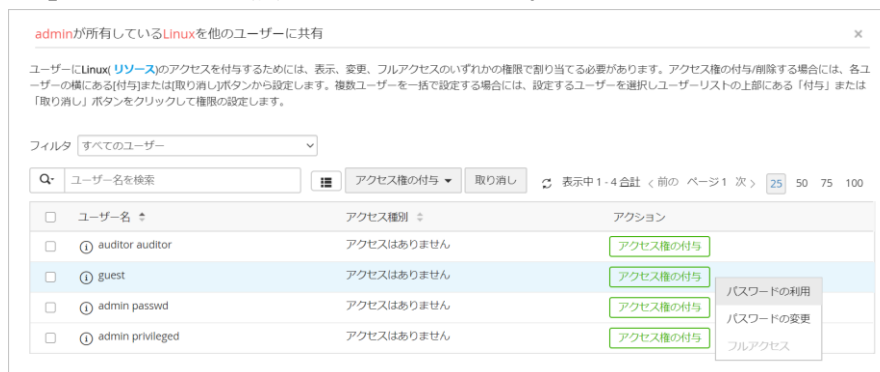 adminが所有しているLinuxを他のユーザーに共有 ×
ユーザーにLinux( リソース)のアクセスを付与するためには、表示、変更、フルアクセスのいずれかの権限で割り当てる必要があります。アクセス権の付与/削除する場合には、各ユ
ーザーの横にある[付与]または[取り消し]ボタンから設定します。複数ユーザーを一括で設定する場合には、設定するユーザーを選択しユーザーリストの上部にある「付与」または
「取り消し」ボタンをクリックして権限の設定します。
フィルタ すべてのユーザー
ユーザー名を検索 アクセス権の付与 取り消し 表示中 1 - 4 合計 < 前の ページ 1 次 > 25 50 75 100
ユーザー名 アクセス種別 アクション
auditor auditor アクセスはありません アクセス権の付与
guest アクセスはありません アクセス権の付与
パスワードの利用
admin passwd アクセスはありません アクセス権の付与
パスワードの変更
admin privileged アクセスはありません アクセス権の付与
フルアクセス